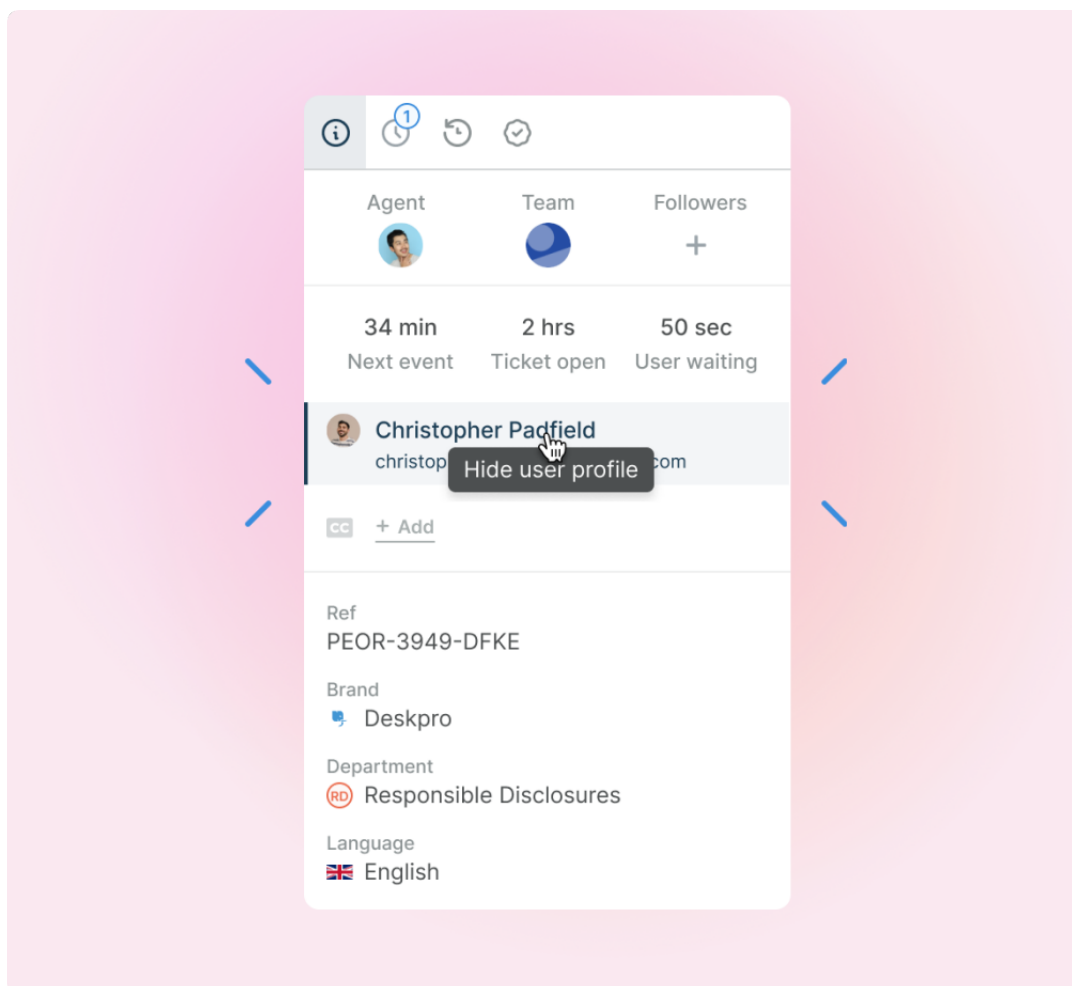 1
Agent Team Followers
34 min 2 hrs 50 sec
Next event Ticket open User waiting
Christopher Padfield
christop com
Hide user profile
CC + Add
Ref
PEOR-3949-DFKE
Brand
Deskpro
Department
RD Responsible Disclosures
Language
English